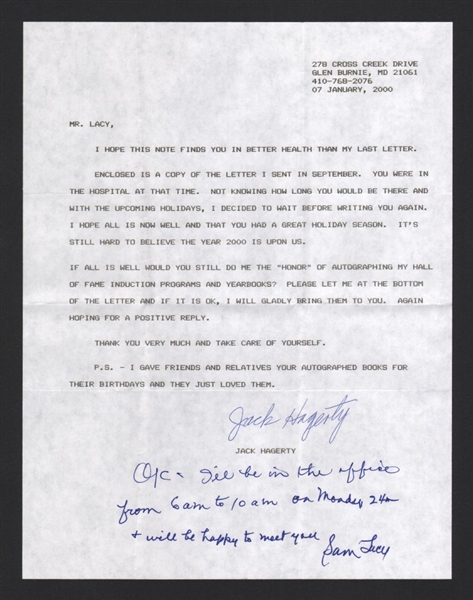 278 CROSS CREEK DRIVE
GLEN BURNIE, MD 21061
410-768-2076
07 JANUARY, 2000
MR. LACY,
I HOPE THIS NOTE FINDS YOU IN BETTER HEALTH THAN MY LAST LETTER.
ENCLOSED IS A COPY OF THE LETTER I SENT IN SEPTEMBER. YOU WERE IN
THE HOSPITAL AT THAT TIME. NOT KNOWING HOW LONG YOU WOULD BE THERE AND
WITH THE UPCOMING HOLIDAYS, I DECIDED TO WAIT BEFORE WRITING YOU AGAIN.
I HOPE ALL IS NOW WELL AND THAT YOU HAD A GREAT HOLIDAY SEASON. IT'S
STILL HARD TO BELIEVE THE YEAR 2000 IS UPON US.
IF ALL IS WELL WOULD YOU STILL DO ME THE "HONOR" OF AUTOGRAPHING MY HALL
OF FAME INDUCTION PROGRAMS AND YEARBOOKS? PLEASE LET ME AT THE BOTTOM
OF THE LETTER AND IF IT IS OK, I WILL GLADLY BRING THEM TO YOU. AGAIN
HOPING FOR A POSITIVE REPLY.
THANK YOU VERY MUCH AND TAKE CARE OF YOURSELF.
P.S. - I GAVE FRIENDS AND RELATIVES YOUR AUTOGRAPHED BOOKS FOR
THEIR BIRTHDAYS AND THEY JUST LOVED THEM.
Jack Hagerty
JACK HAGERTY
O/K - I'll be in the office
from 6am to 10am on Monday
+ will be happy to meet you
Sam Lacy